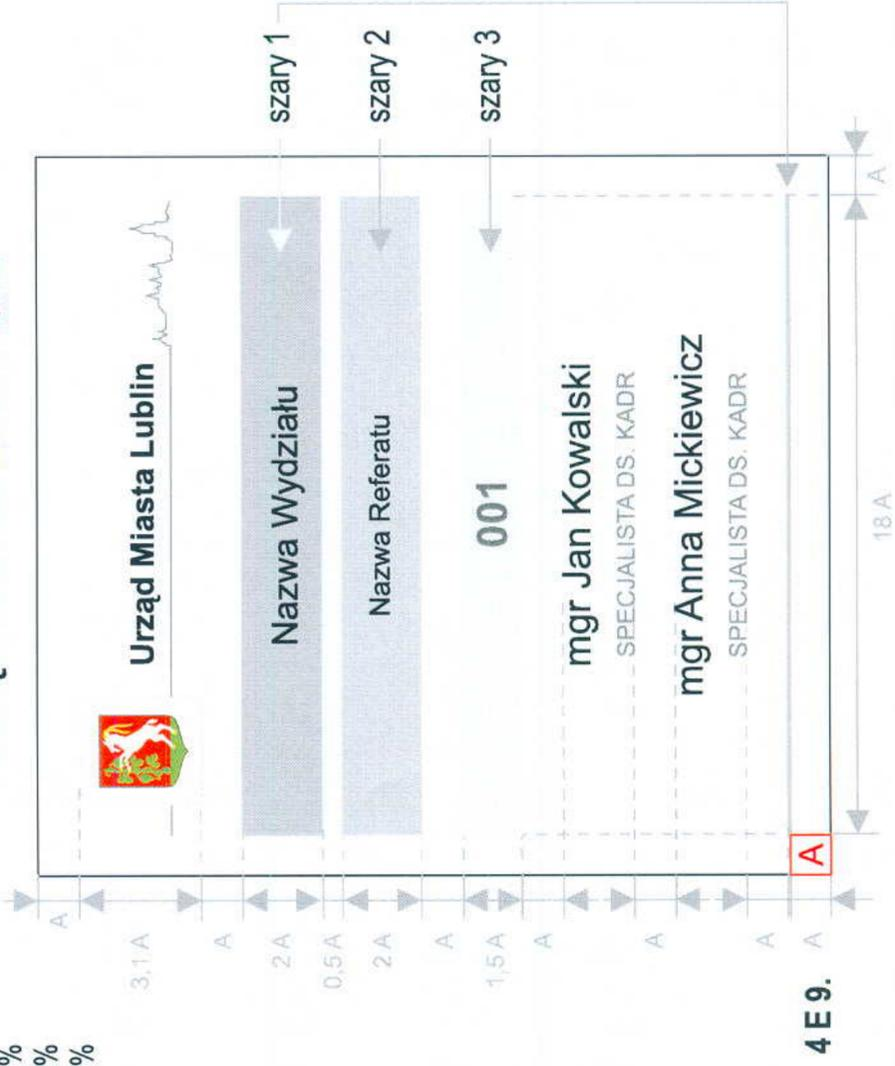 %
%
%
Urząd Miasta Lublin
Nazwa Wydziału
Nazwa Referatu
001
mgr Jan Kowalski
SPECJALISTA DS. KADR
mgr Anna Mickiewicz
SPECJALISTA DS. KADR
szary 1
szary 2
szary 3
A
3,1 A
A
2 A
0,5 A
2 A
A
1,5 A
A
A
A
A
A
18 A
A
4 E 9.